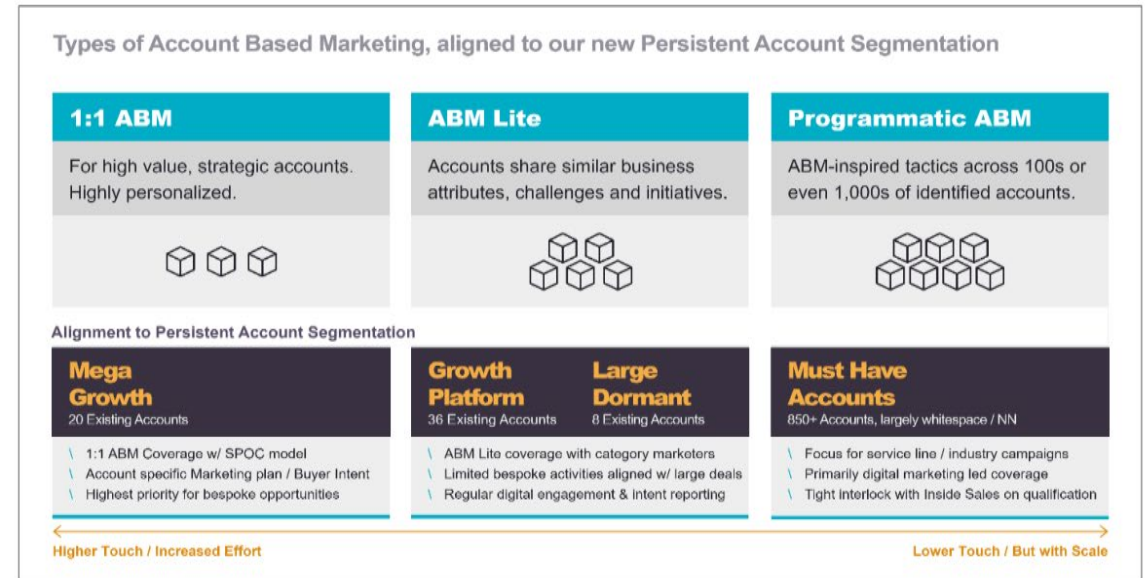 Types of Account Based Marketing, aligned to our new Persistent Account Segmentation
1:1 ABM
For high value, strategic accounts.
Highly personalized.
ABM Lite
Accounts share similar business
attributes, challenges and initiatives.
Programmatic ABM
ABM-inspired tactics across 100s or
even 1,000s of identified accounts.
Alignment to Persistent Account Segmentation
Mega
Growth
20 Existing Accounts
\ 1:1 ABM Coverage w/ SPOC model
\ Account specific Marketing plan / Buyer Intent
\ Highest priority for bespoke opportunities
Growth
Platform
36 Existing Accounts
Large
Dormant
8 Existing Accounts
\ ABM Lite coverage with category marketers
\ Limited bespoke activities aligned w/ large deals
\ Regular digital engagement & intent reporting
Must Have
Accounts
850+ Accounts, largely whitespace / NN
\ Focus for service line / industry campaigns
\ Primarily digital marketing led coverage
\ Tight interlock with Inside Sales on qualification
Higher Touch / Increased Effort
Lower Touch / But with Scale